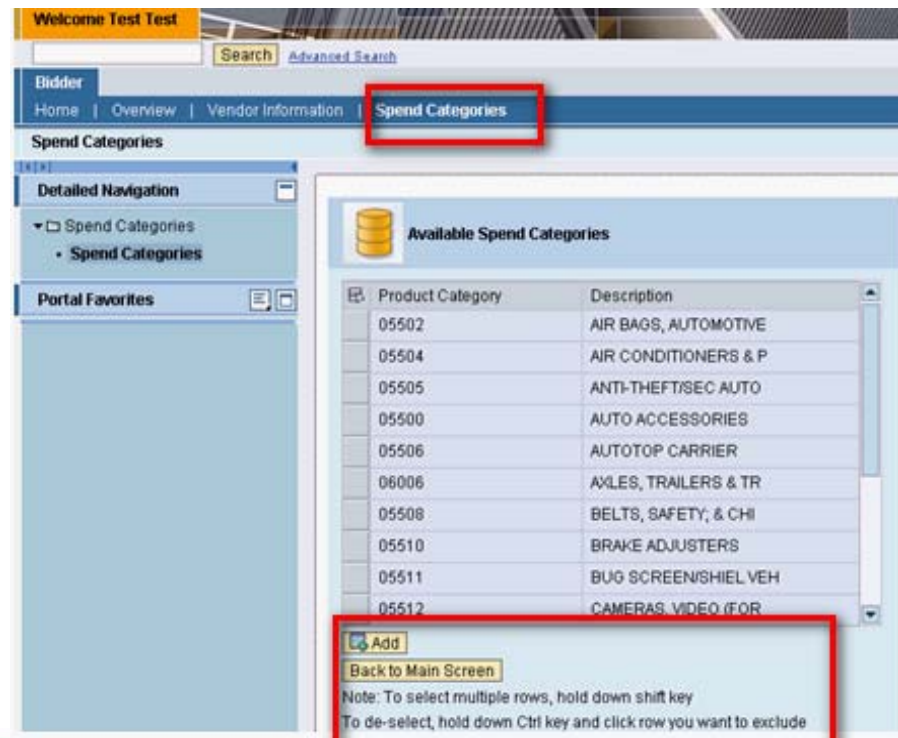 Welcome Test Test
Search Advanced Search
Bidder
Home | Overview | Vendor Information | Spend Categories
Spend Categories
Detailed Navigation
Spend Categories
Spend Categories
Portal Favorites
Available Spend Categories
Product Category Description
05502 AIR BAGS, AUTOMOTIVE
05504 AIR CONDITIONERS & P
05505 ANTI-THEFT/SEC AUTO
05500 AUTO ACCESSORIES
05506 AUTOTOP CARRIER
06006 AXLES, TRAILERS & TR
05508 BELTS, SAFETY; & CHI
05510 BRAKE ADJUSTERS
05511 BUG SCREEN/SHIEL VEH
05512 CAMERAS, VIDEO (FOR
Add
Back to Main Screen
Note: To select multiple rows, hold down shift key
To de-select, hold down Ctrl key and click row you want to exclude